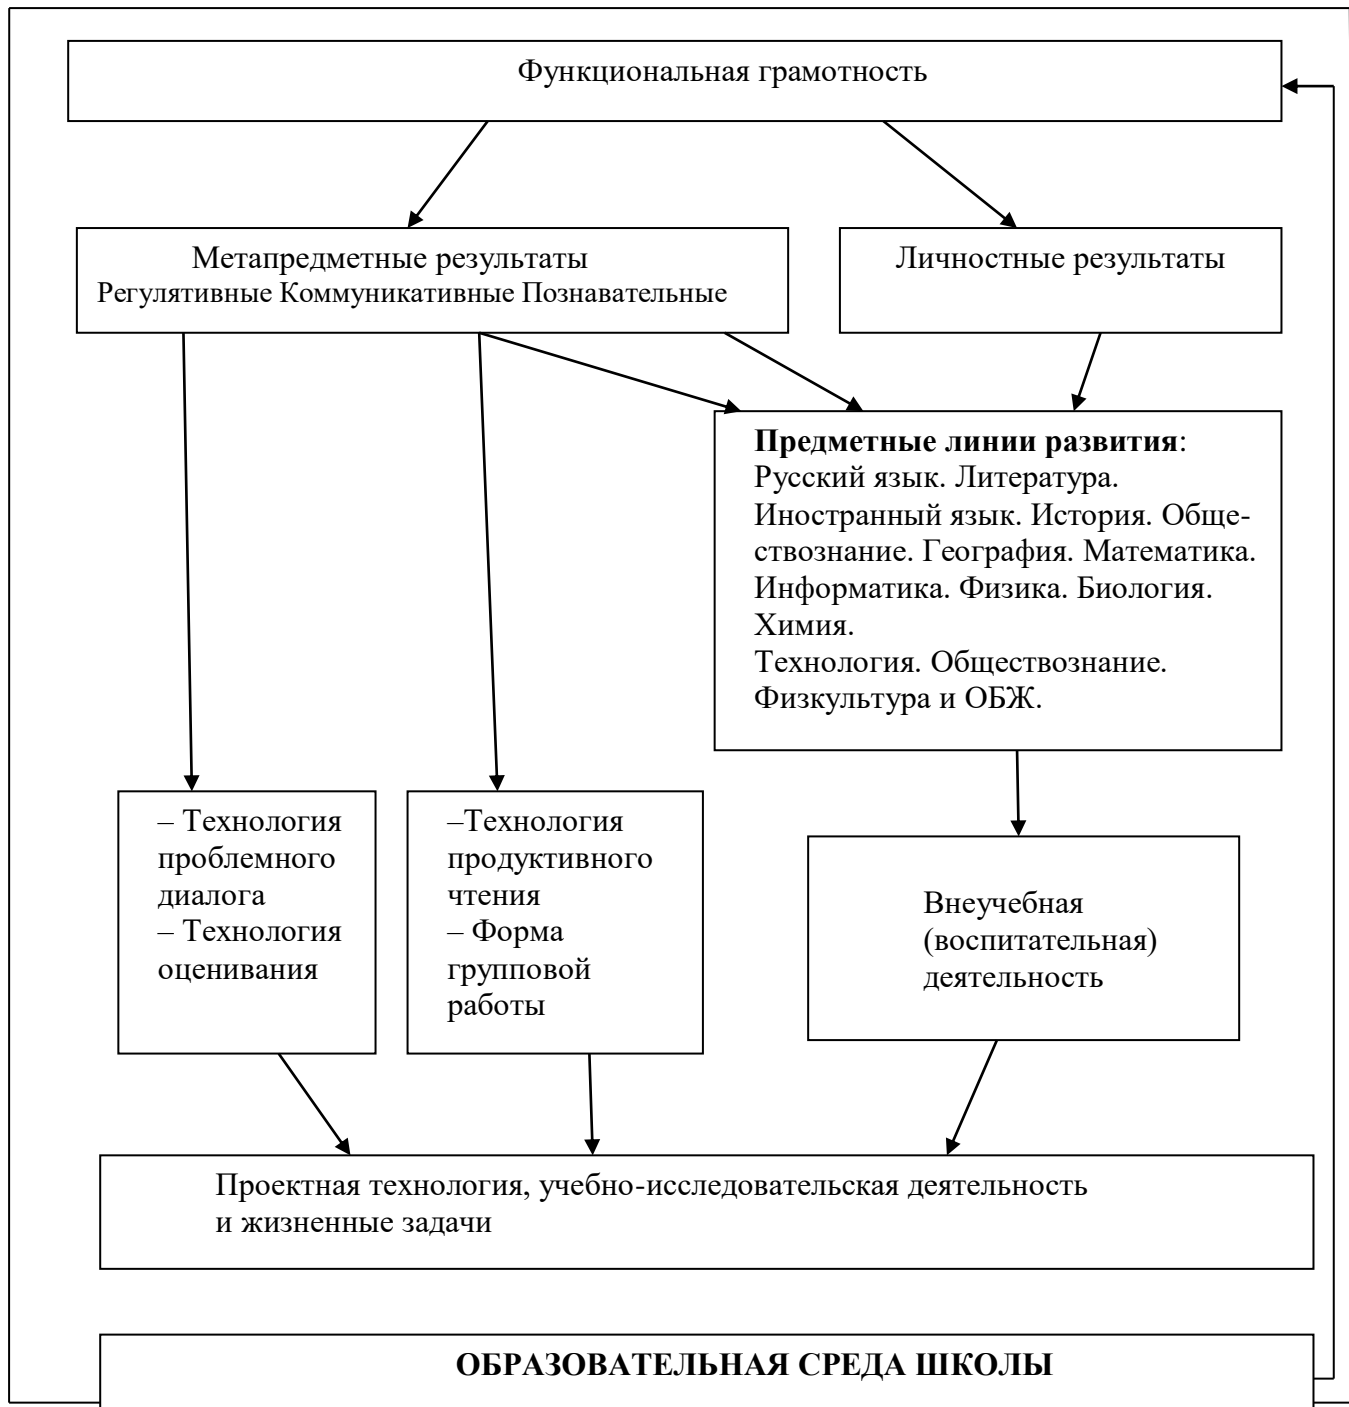 Функциональная грамотность
Метапредметные результаты
Регулятивные Коммуникативные Познавательные
Личностные результаты
Предметные линии развития:
Русский язык. Литература.
Иностранный язык. История. Обще-
ствознание. География. Математика.
Информатика. Физика. Биология.
Химия.
Технология. Обществознание.
Физкультура и ОБЖ.
– Технология
проблемного
диалога
– Технология
оценивания
–Технология
продуктивного
чтения
– Форма
групповой
работы
Внеучебная
(воспитательная)
деятельность
Проектная технология, учебно-исследовательская деятельность
и жизненные задачи
ОБРАЗОВАТЕЛЬНАЯ СРЕДА ШКОЛЫ